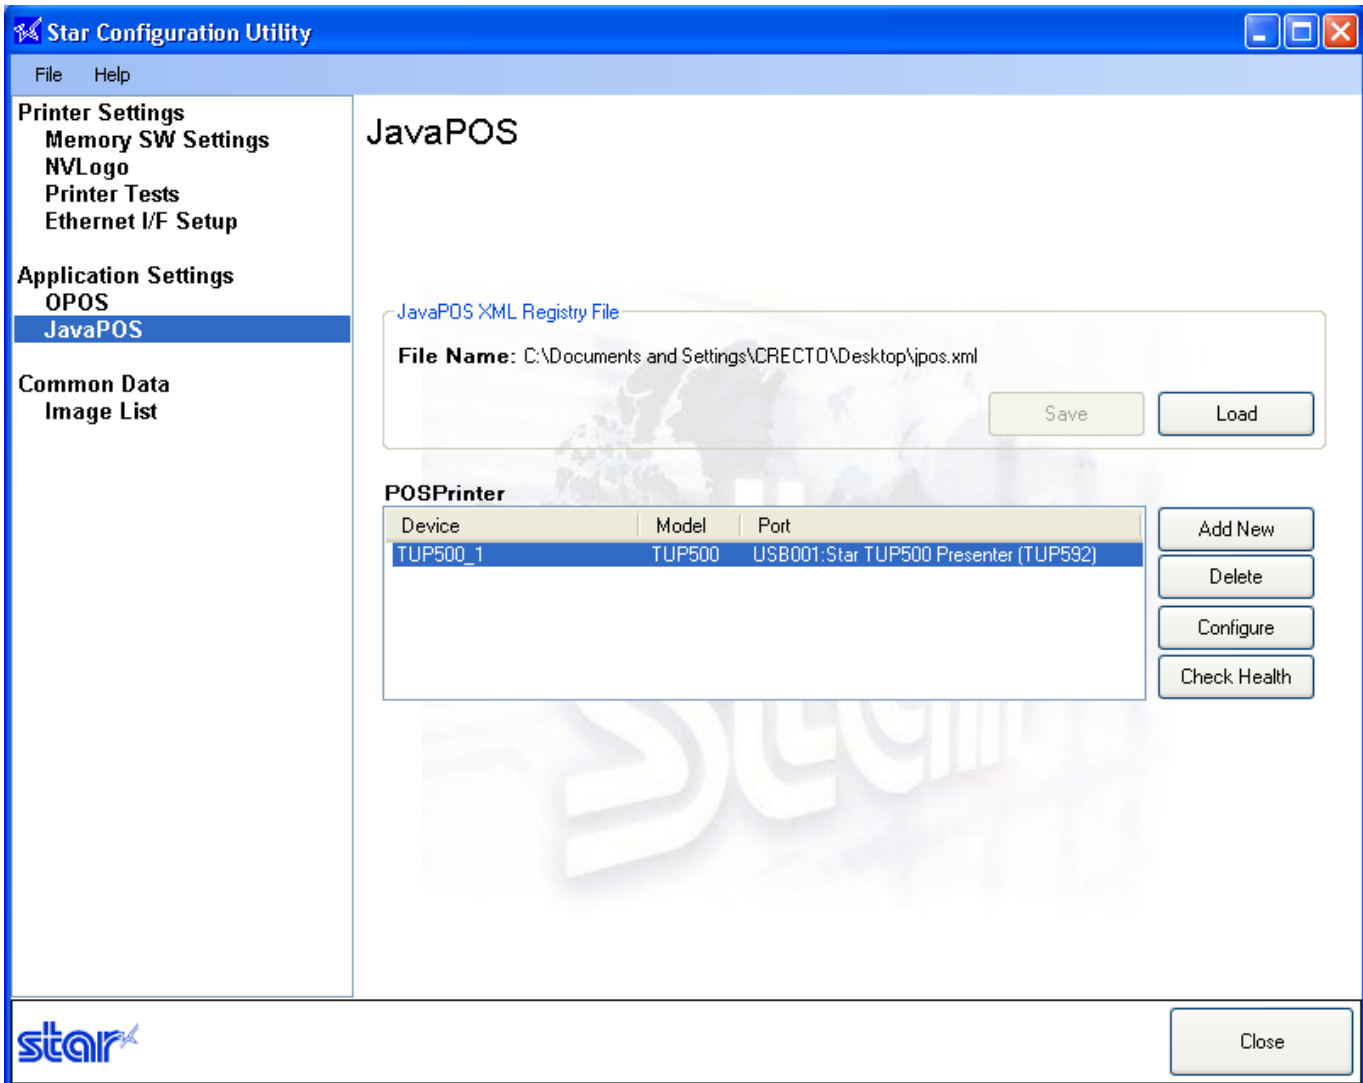 Star Configuration Utility
File Help
Printer Settings
Memory SW Settings
NVLogo
Printer Tests
Ethernet I/F Setup
Application Settings
OPOS
JavaPOS
Common Data
Image List
JavaPOS
JavaPOS XML Registry File
File Name: C:\Documents and Settings\CRECTO\Desktop\jpos.xml
Save Load
POSPrinter
Device Model Port
TUP500_1 TUP500 USB001:Star TUP500 Presenter (TUP592)
Add New
Delete
Configure
Check Health
star
star
Close